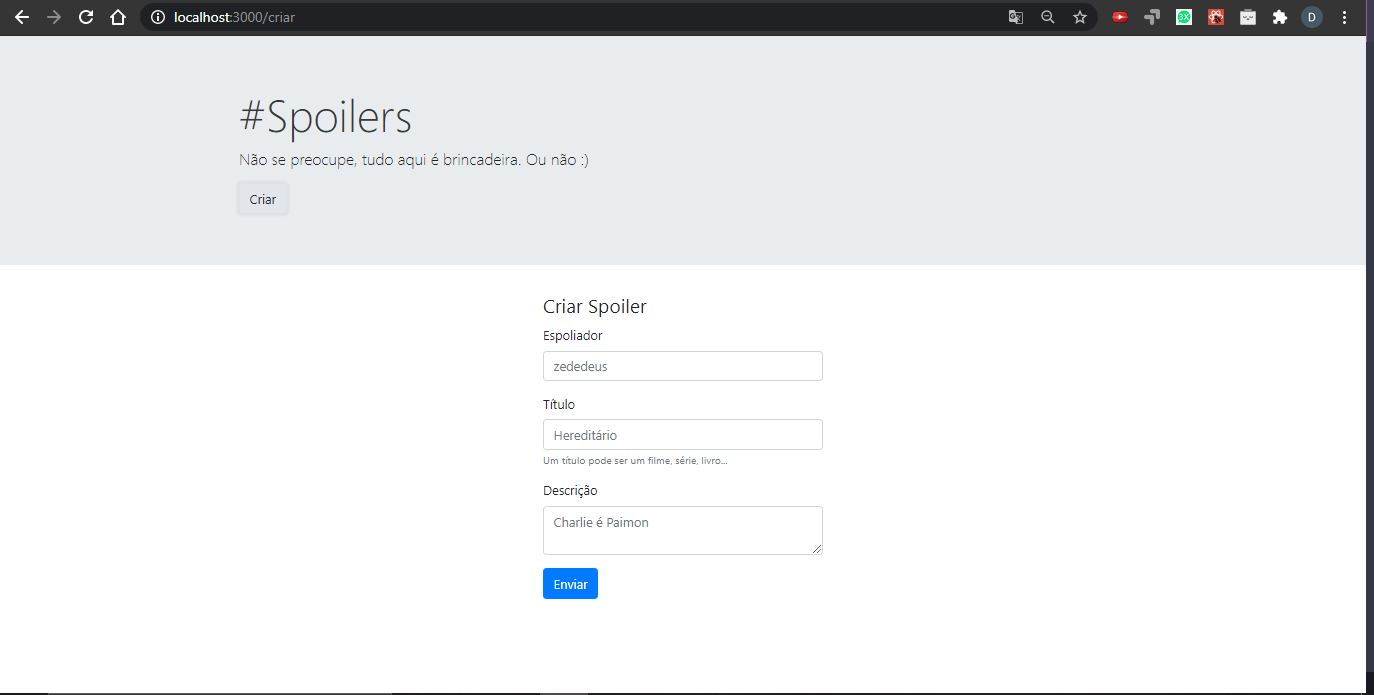 localhost:3000/criar
D
#Spoilers
Não se preocupe, tudo aqui é brincadeira. Ou não :)
Criar
Criar Spoiler
Espoliador
zededeus
Título
Hereditário
Um título pode ser um filme, série, livro...
Descrição
Charlie é Paimon
Enviar